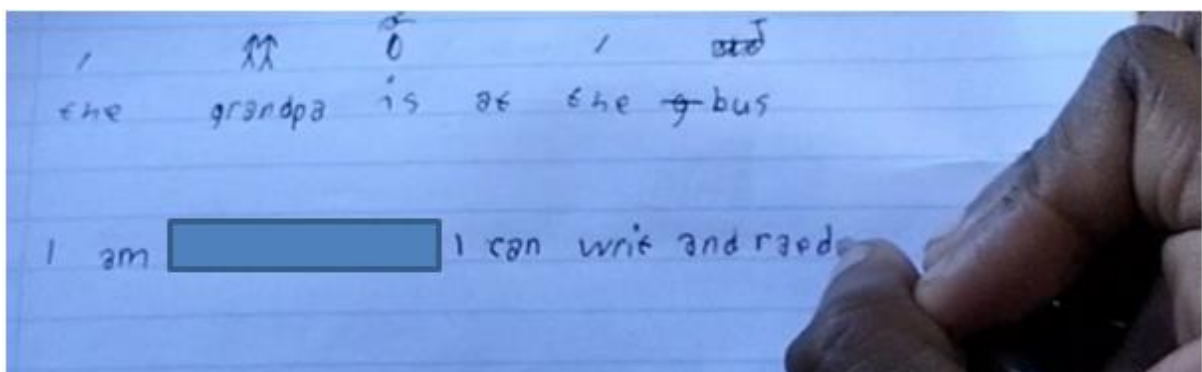 the grandpa is at the g bus
I am I can writ and raed